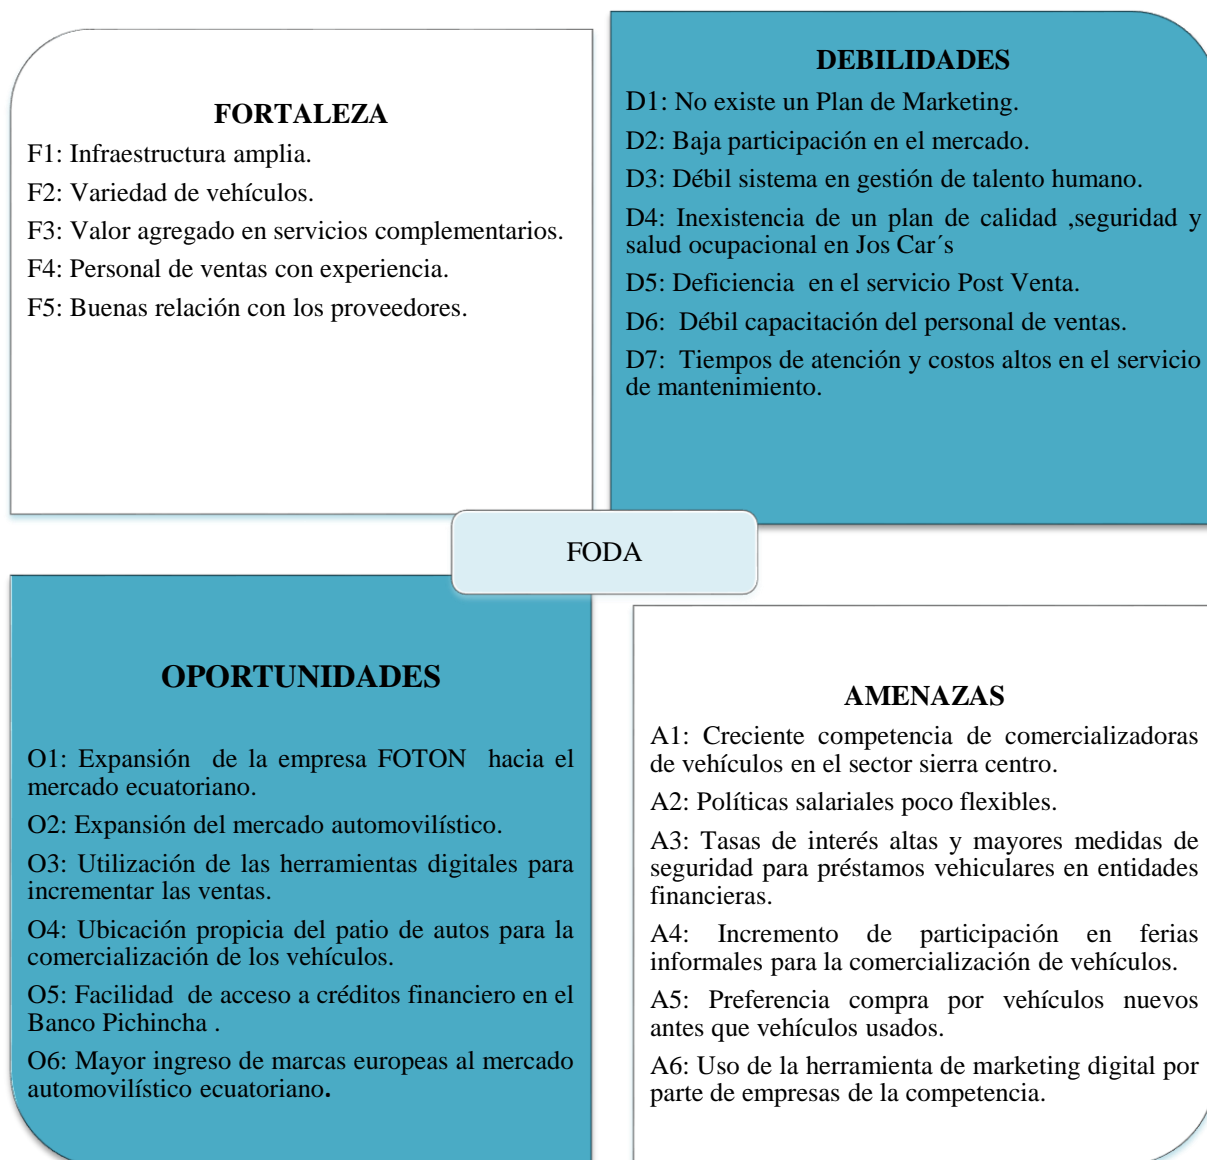 FORTALEZA
F1: Infraestructura amplia.
F2: Variedad de vehículos.
F3: Valor agregado en servicios complementarios.
F4: Personal de ventas con experiencia.
F5: Buenas relación con los proveedores.
DEBILIDADES
D1: No existe un Plan de Marketing.
D2: Baja participación en el mercado.
D3: Débil sistema en gestión de talento humano.
D4: Inexistencia de un plan de calidad ,seguridad y
salud ocupacional en Jos Car´s
D5: Deficiencia en el servicio Post Venta.
D6: Débil capacitación del personal de ventas.
D7: Tiempos de atención y costos altos en el servicio
de mantenimiento.
FODA
OPORTUNIDADES
O1: Expansión de la empresa FOTON hacia el
mercado ecuatoriano.
O2: Expansión del mercado automovilístico.
O3: Utilización de las herramientas digitales para
incrementar las ventas.
O4: Ubicación propicia del patio de autos para la
comercialización de los vehículos.
O5: Facilidad de acceso a créditos financiero en el
Banco Pichincha .
O6: Mayor ingreso de marcas europeas al mercado
automovilístico ecuatoriano.
AMENAZAS
A1: Creciente competencia de comercializadoras
de vehículos en el sector sierra centro.
A2: Políticas salariales poco flexibles.
A3: Tasas de interés altas y mayores medidas de
seguridad para préstamos vehiculares en entidades
financieras.
A4: Incremento de participación en ferias
informales para la comercialización de vehículos.
A5: Preferencia compra por vehículos nuevos
antes que vehículos usados.
A6: Uso de la herramienta de marketing digital por
parte de empresas de la competencia.